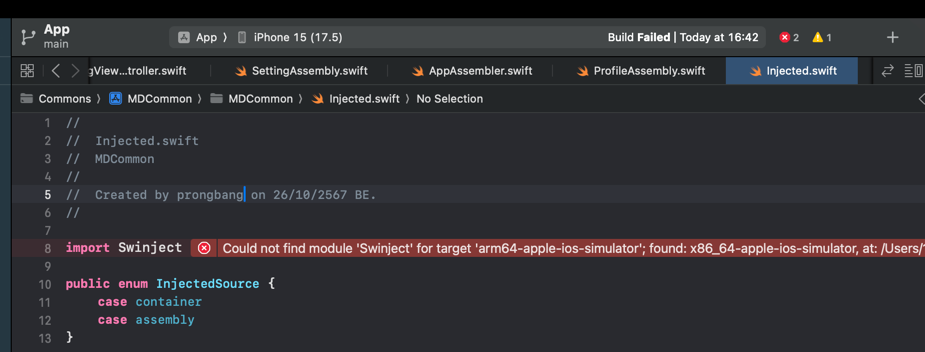 App
main
App 〉 iPhone 15 (17.5)
Build Failed | Today at 16:42
2
1
gView…troller.swift
SettingAssembly.swift
AppAssembler.swift
ProfileAssembly.swift
Injected.swift
Commons 〉 MDCommon 〉 MDCommon 〉 Injected.swift 〉 No Selection
1 //
2 //  Injected.swift
3 //  MDCommon
4 //
5 //  Created by prongbang on 26/10/2567 BE.
6 //
7
8 import Swinject Could not find module 'Swinject' for target 'arm64-apple-ios-simulator'; found: x86_64-apple-ios-simulator, at: /Users/
9
10 public enum InjectedSource {
11     case container
12     case assembly
13 }